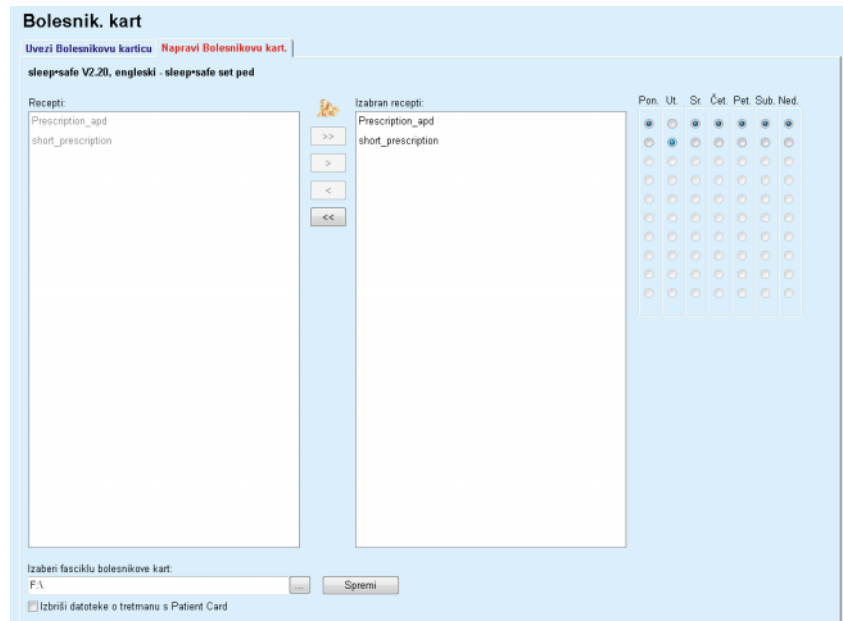 Bolesnik. kart
Uvezi Bolesnikovu karticu Napravi Bolesnikovu kart.
sleep•safe V2.20, engleski - sleep•safe set ped
Recepti:
Prescription_apd
short_prescription
>>
>
<
<<
Izabran recepti:
Prescription_apd
short_prescription
Pon. Ut. Sr. Čet. Pet. Sub. Ned.
Izaberi fasciklu bolesnikove kart:
F:\ ... Spremi
Izbriši datoteke o tretmanu s Patient Card